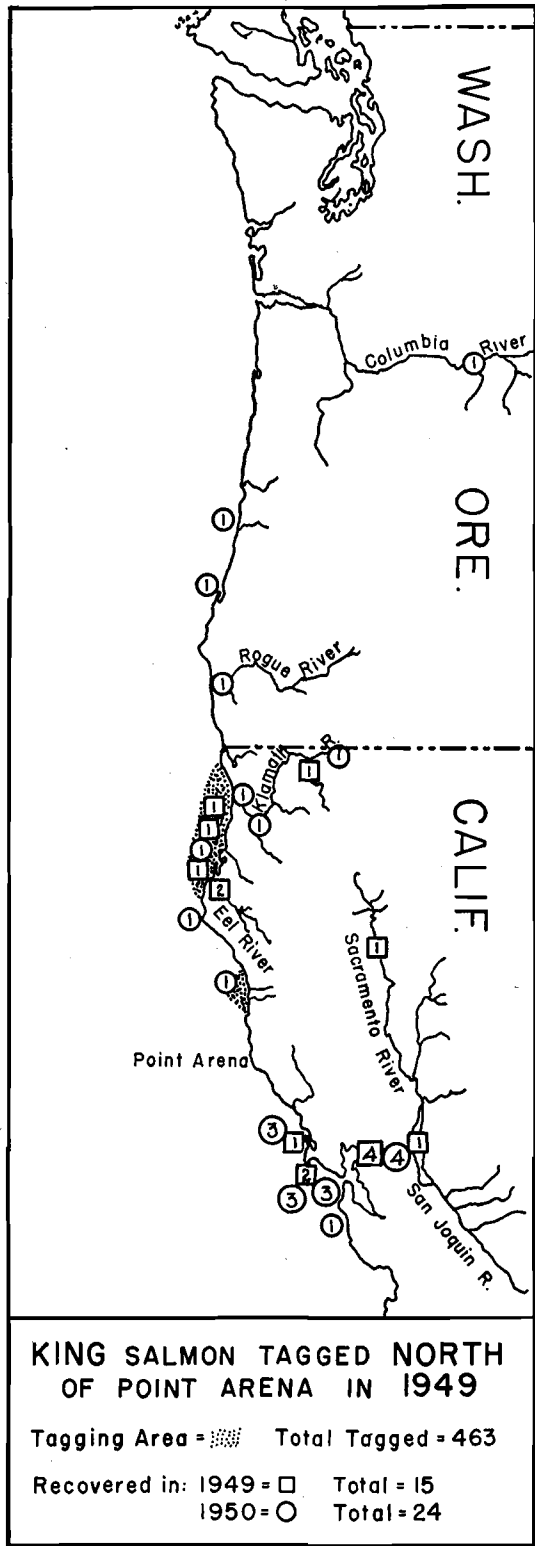 WASH.
Columbia River
1
ORE.
1
1
Rogue River
1
Klamath R.
1
1
1
1
1
1
1
1
2
Eel River
1
CALIF.
1
Sacramento River
1
Point Arena
3
1
4
4
1
2
3
3
1
San Joquin R.
KING SALMON TAGGED NORTH
OF POINT ARENA IN 1949
Tagging Area = Total Tagged = 463
Recovered in: 1949 = □ Total = 15
1950 = ○ Total = 24